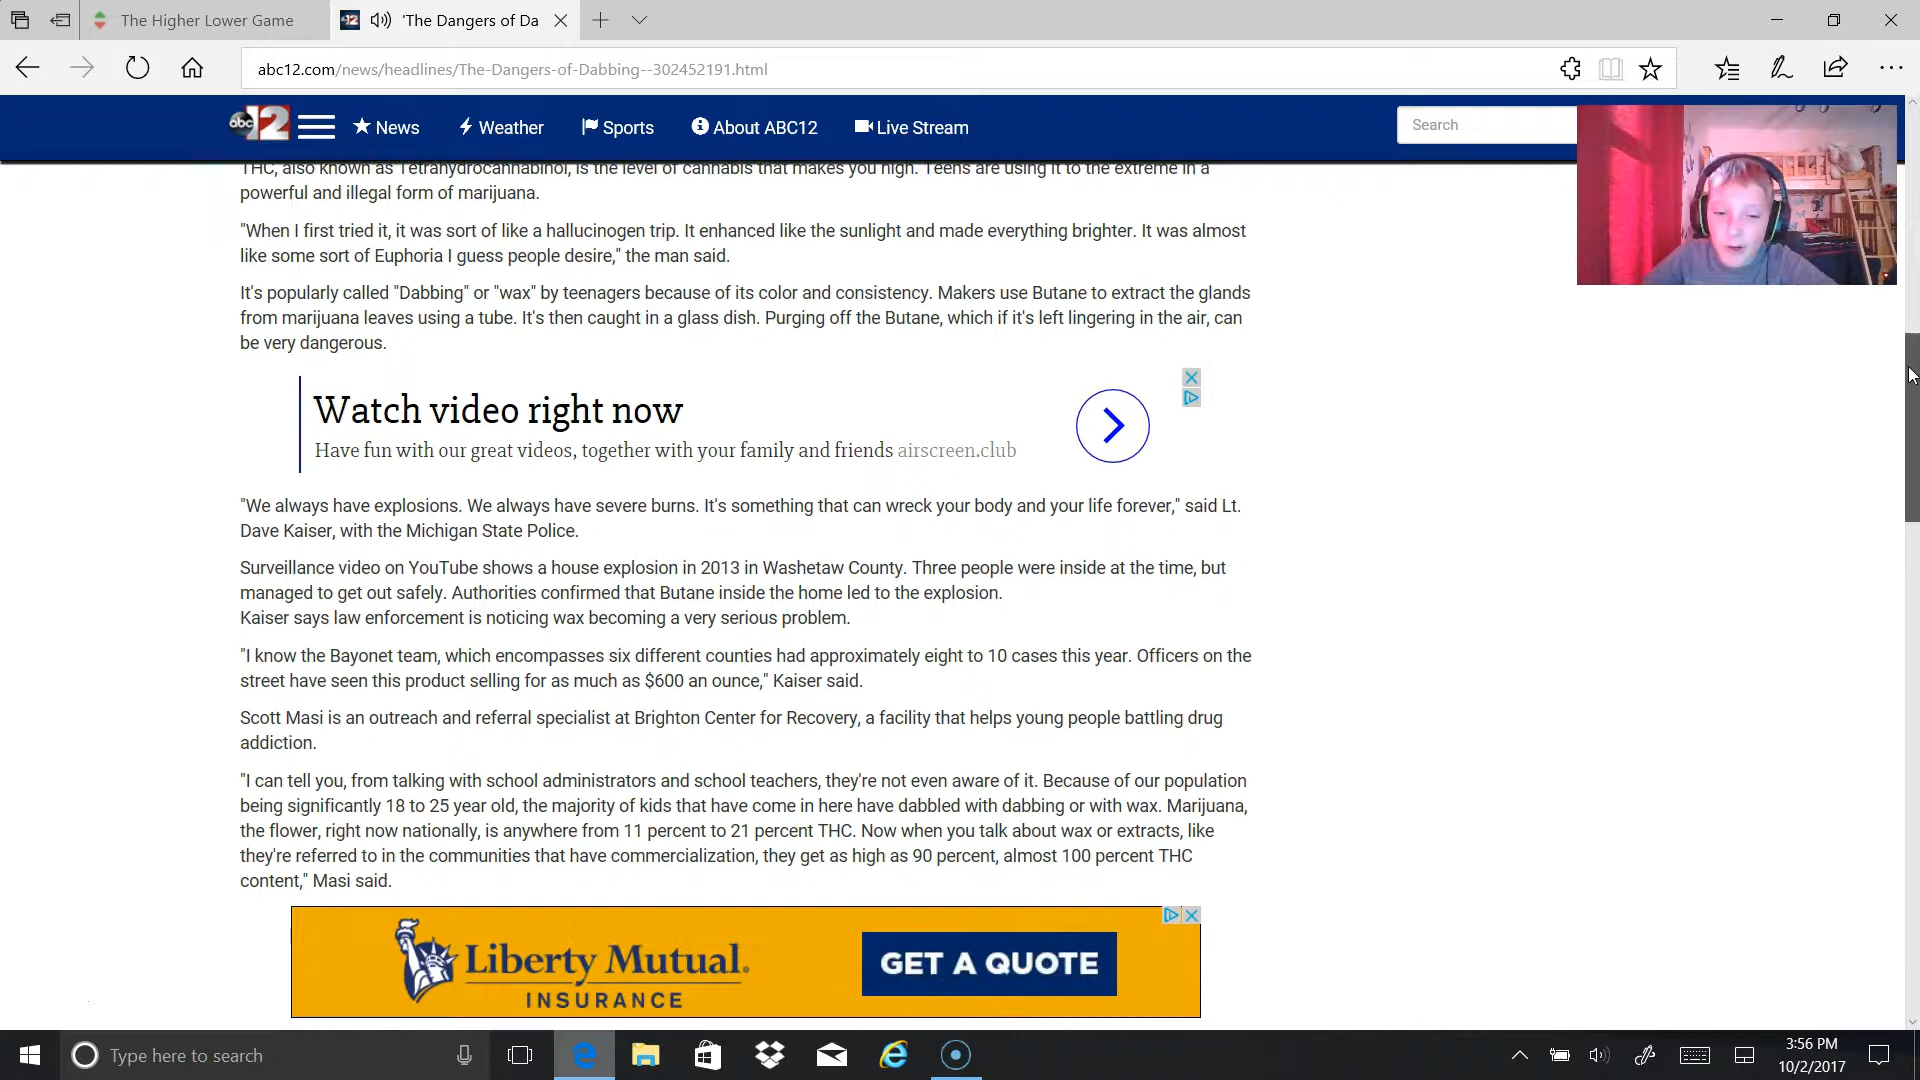 The Higher Lower Game
12
'The Dangers of Da
abc12.com/news/headlines/The-Dangers-of-Dabbing--302452191.html
abc 12
News
Weather
Sports
About ABC12
Live Stream
Search
THC, also known as Tetrahydrocannabinol, is the level of cannabis that makes you high. Teens are using it to the extreme in a
powerful and illegal form of marijuana.
"When I first tried it, it was sort of like a hallucinogen trip. It enhanced like the sunlight and made everything brighter. It was almost
like some sort of Euphoria I guess people desire," the man said.
It's popularly called "Dabbing" or "wax" by teenagers because of its color and consistency. Makers use Butane to extract the glands
from marijuana leaves using a tube. It's then caught in a glass dish. Purging off the Butane, which if it's left lingering in the air, can
be very dangerous.
Watch video right now
Have fun with our great videos, together with your family and friends airscreen.club
"We always have explosions. We always have severe burns. It's something that can wreck your body and your life forever," said Lt.
Dave Kaiser, with the Michigan State Police.
Surveillance video on YouTube shows a house explosion in 2013 in Washetaw County. Three people were inside at the time, but
managed to get out safely. Authorities confirmed that Butane inside the home led to the explosion.
Kaiser says law enforcement is noticing wax becoming a very serious problem.
"I know the Bayonet team, which encompasses six different counties had approximately eight to 10 cases this year. Officers on the
street have seen this product selling for as much as $600 an ounce," Kaiser said.
Scott Masi is an outreach and referral specialist at Brighton Center for Recovery, a facility that helps young people battling drug
addiction.
"I can tell you, from talking with school administrators and school teachers, they're not even aware of it. Because of our population
being significantly 18 to 25 year old, the majority of kids that have come in here have dabbled with dabbing or with wax. Marijuana,
the flower, right now nationally, is anywhere from 11 percent to 21 percent THC. Now when you talk about wax or extracts, like
they're referred to in the communities that have commercialization, they get as high as 90 percent, almost 100 percent THC
content," Masi said.
Liberty Mutual.
INSURANCE
GET A QUOTE
Type here to search
3:56 PM
10/2/2017